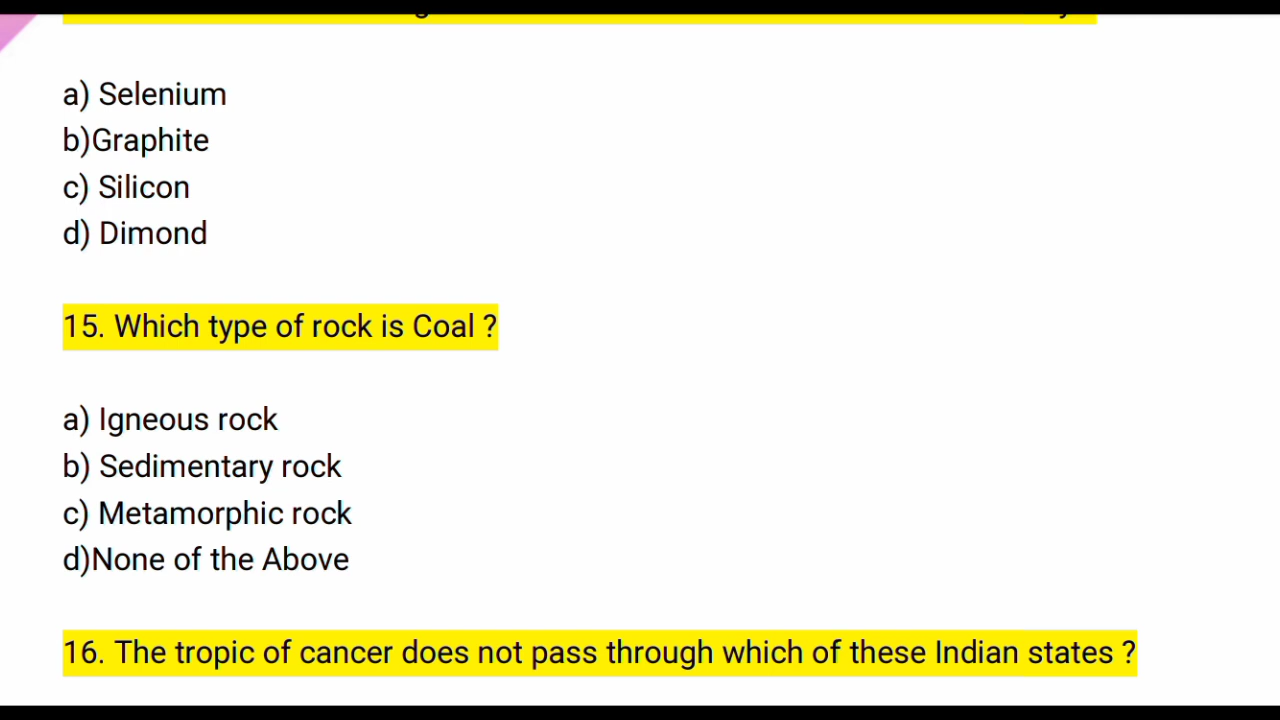 a) Selenium
b)Graphite
c) Silicon
d) Dimond
15. Which type of rock is Coal ?
a) Igneous rock
b) Sedimentary rock
c) Metamorphic rock
d)None of the Above
16. The tropic of cancer does not pass through which of these Indian states ?